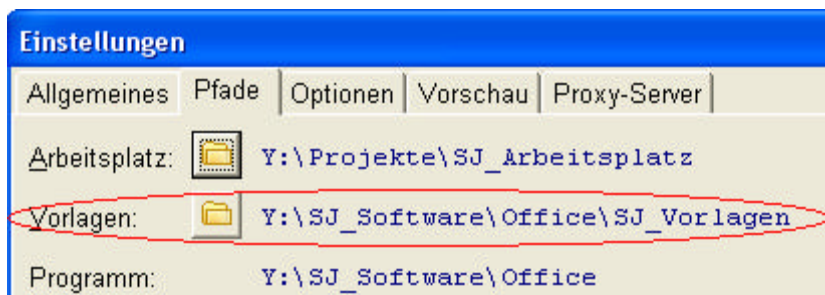 Einstellungen
Allgemeines Pfade Optionen Vorschau Proxy-Server
Arbeitsplatz: Y:\Projekte\SJ_Arbeitsplatz
Vorlagen: Y:\SJ_Software\Office\SJ_Vorlagen
Programm: Y:\SJ_Software\Office